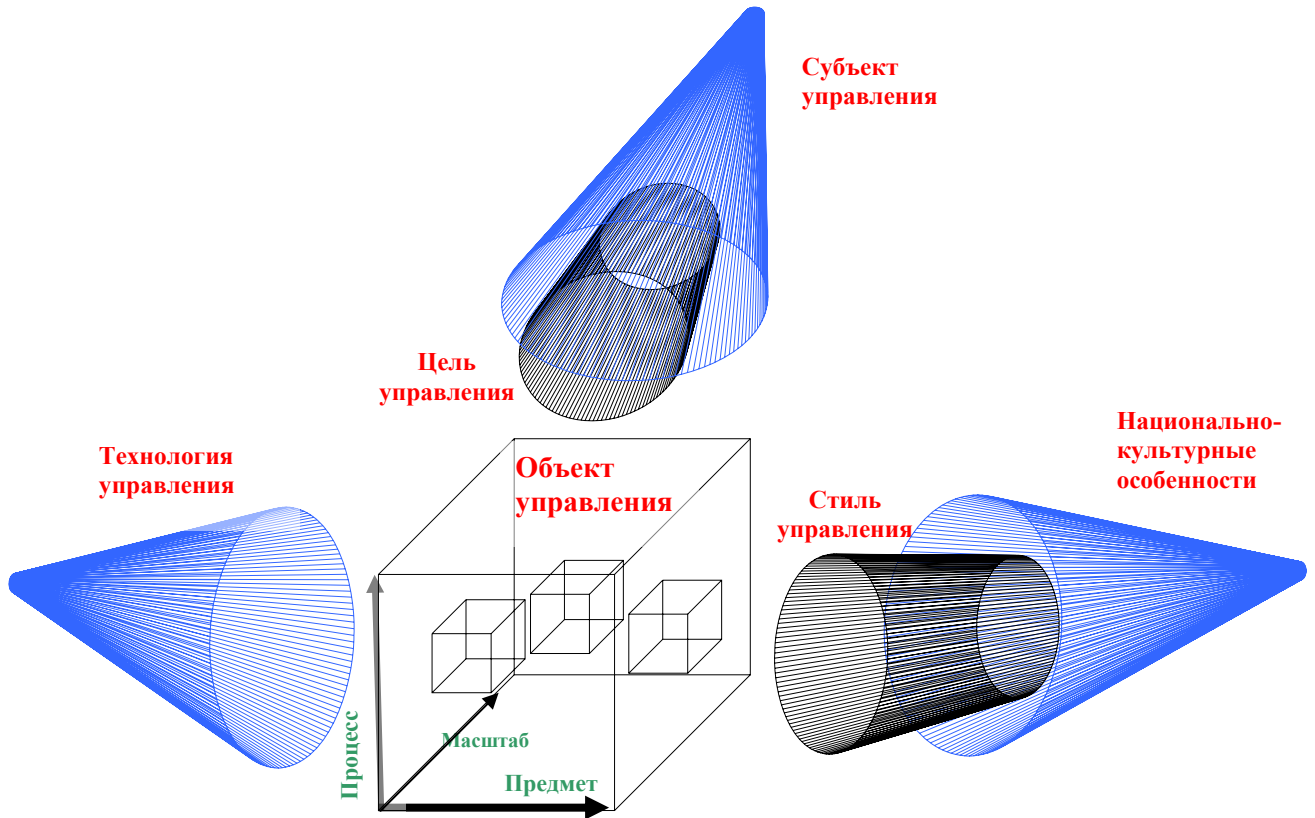 Субъект
управления
Цель
управления
Национально-
культурные
особенности
Технология
управления
Объект
управления
Стиль
управления
Процесс
Масштаб
Предмет